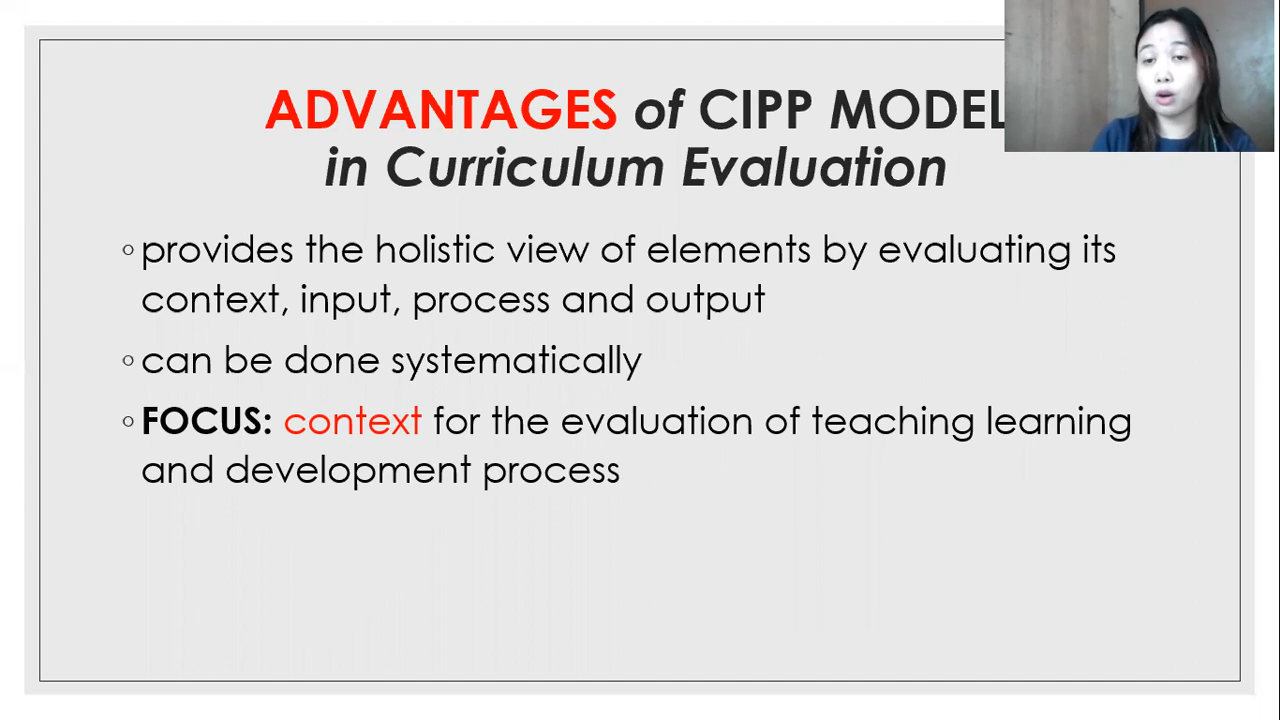 ADVANTAGES of CIPP MODEL
in Curriculum Evaluation
◦ provides the holistic view of elements by evaluating its
context, input, process and output
◦ can be done systematically
◦ FOCUS: context for the evaluation of teaching learning
and development process